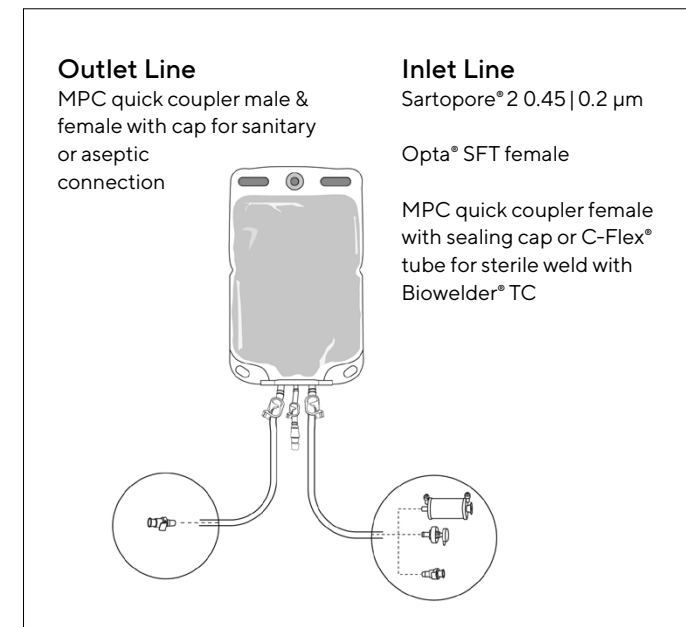 Outlet Line
MPC quick coupler male &
female with cap for sanitary
or aseptic
connection
Inlet Line
Sartopore® 2 0.45 | 0.2 µm
Opta® SFT female
MPC quick coupler female
with sealing cap or C-Flex®
tube for sterile weld with
Biowelder® TC